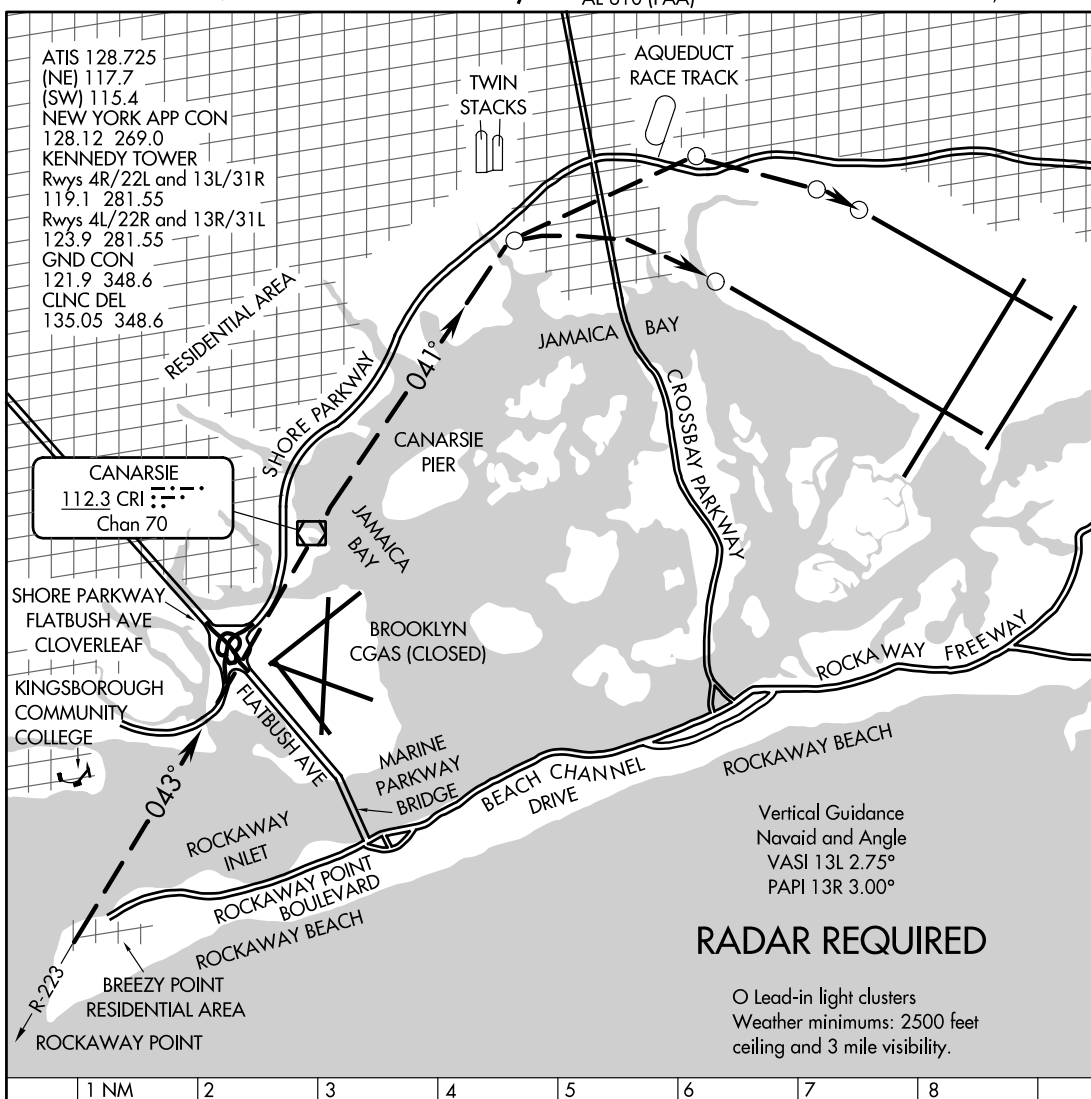 AL-610 (FAA)
ATIS 128.725
(NE) 117.7
(SW) 115.4
NEW YORK APP CON
128.12 269.0
KENNEDY TOWER
Rwys 4R/22L and 13L/31R
119.1 281.55
Rwys 4L/22R and 13R/31L
123.9 281.55
GND CON
121.9 348.6
CLNC DEL
135.05 348.6
TWIN
STACKS
AQUEDUCT
RACE TRACK
RESIDENTIAL AREA
SHORE PARKWAY
041°
JAMAICA BAY
CROSSBAY PARKWAY
CANARSIE
PIER
CANARSIE
112.3 CRI
Chan 70
JAMAICA
BAY
SHORE PARKWAY
FLATBUSH AVE
CLOVERLEAF
BROOKLYN
CGAS (CLOSED)
KINGSBOROUGH
COMMUNITY
COLLEGE
FLATBUSH AVE
043°
MARINE
PARKWAY
BRIDGE
ROCKAWAY FREEWAY
ROCKAWAY BEACH
BEACH CHANNEL
DRIVE
ROCKAWAY
INLET
ROCKAWAY POINT
BOULEVARD
ROCKAWAY BEACH
Vertical Guidance
Navaid and Angle
VASI 13L 2.75°
PAPI 13R 3.00°
RADAR REQUIRED
R-223
BREEZY POINT
RESIDENTIAL AREA
ROCKAWAY POINT
O Lead-in light clusters
Weather minimums: 2500 feet
ceiling and 3 mile visibility.
1 NM 2 3 4 5 6 7 8